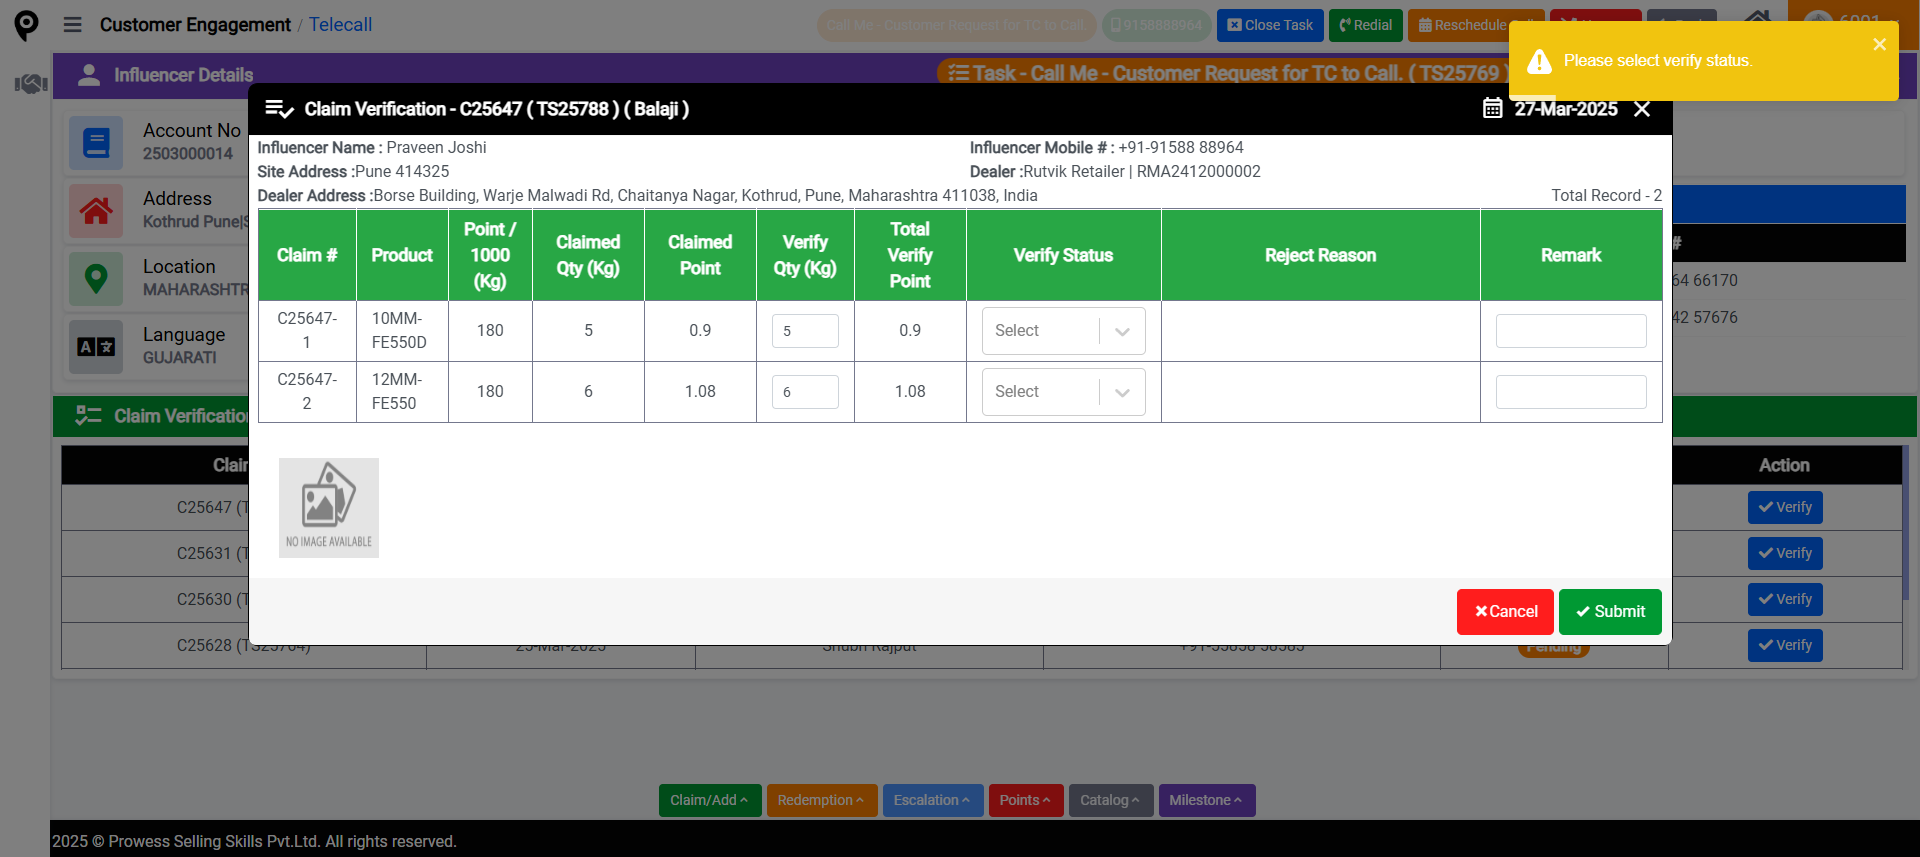 Customer Engagement / Telecall
Call Me - Customer Request for TC to Call.
9158888964
Close Task
Redial
Reschedule
Please select verify status.
Influencer Details
Task - Call Me - Customer Request for TC to Call. ( TS25769 )
Claim Verification - C25647 ( TS25788 ) ( Balaji )
27-Mar-2025
Account No
2503000014
Address
Kothrud Pune|S
Location
MAHARASHTR
Language
GUJARATI
Influencer Name : Praveen Joshi
Influencer Mobile # : +91-91588 88964
Site Address :Pune 414325
Dealer :Rutvik Retailer | RMA2412000002
Dealer Address :Borse Building, Warje Malwadi Rd, Chaitanya Nagar, Kothrud, Pune, Maharashtra 411038, India
Total Record - 2
Claim #
Product
Point / 1000 (Kg)
Claimed Qty (Kg)
Claimed Point
Verify Qty (Kg)
Total Verify Point
Verify Status
Reject Reason
Remark
C25647-1
10MM-FE550D
180
5
0.9
5
0.9
Select
C25647-2
12MM-FE550
180
6
1.08
6
1.08
Select
NO IMAGE AVAILABLE
Cancel
Submit
#
64 66170
42 57676
Claim Verification
Action
C25647 (T
Verify
C25631 (T
Verify
C25630 (T
Verify
C25628 (TS25764)
25-Mar-2025
Shubh Rajput
Pending
Verify
Claim/Add
Redemption
Escalation
Points
Catalog
Milestone
2025 © Prowess Selling Skills Pvt.Ltd. All rights reserved.